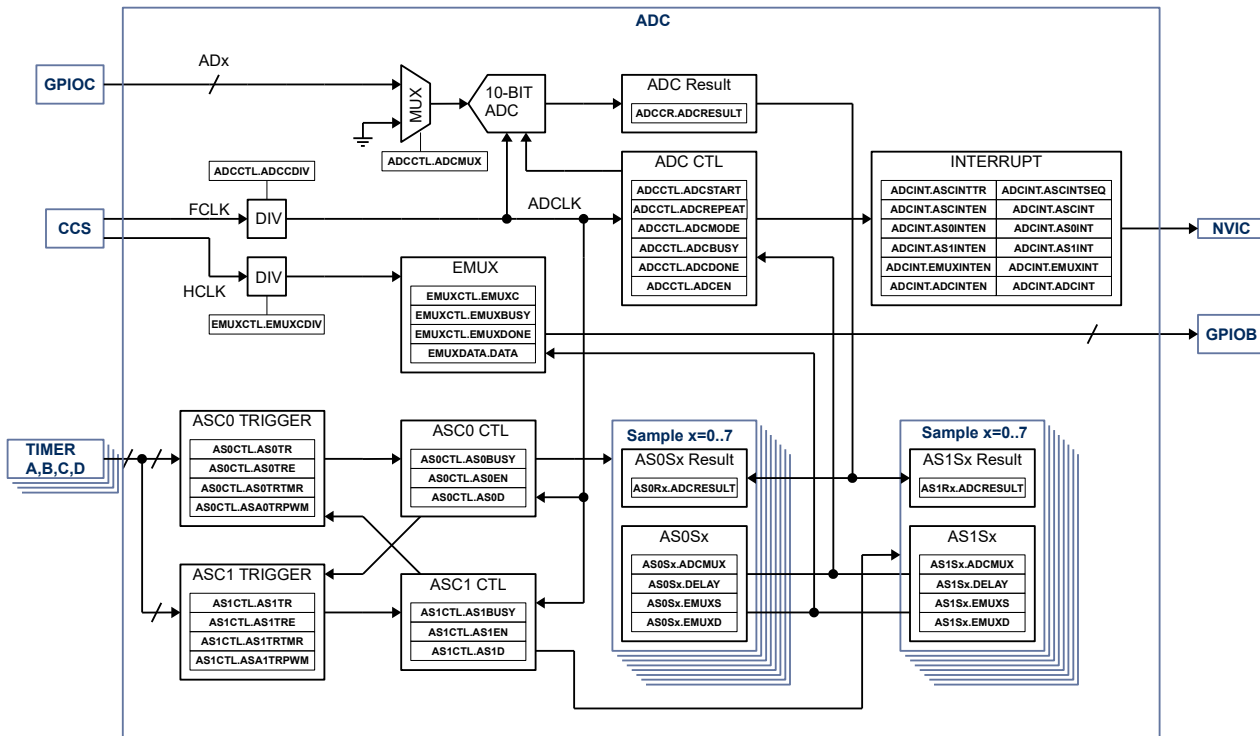 ADC
ADx
GPIOC
MUX
10-BIT
ADC
ADC Result
ADCCR.ADCRESULT
ADCCTL.ADCMUX
ADCCTL.ADCCDIV
FCLK
DIV
ADCLK
CCS
HCLK
DIV
EMUXCTL.EMUXCDIV
ADC CTL
ADCCTL.ADCSTART
ADCCTL.ADCREPEAT
ADCCTL.ADCMODE
ADCCTL.ADCBUSY
ADCCTL.ADCDONE
ADCCTL.ADCEN
INTERRUPT
ADCINT.ASCINTTR ADCINT.ASCINTSEQ
ADCINT.ASCINTEN ADCINT.ASCINT
ADCINT.AS0INTEN ADCINT.AS0INT
ADCINT.AS1INTEN ADCINT.AS1INT
ADCINT.EMUXINTEN ADCINT.EMUXINT
ADCINT.ADCINTEN ADCINT.ADCINT
NVIC
EMUX
EMUXCTL.EMUXC
EMUXCTL.EMUXBUSY
EMUXCTL.EMUXDONE
EMUXDATA.DATA
GPIOB
TIMER
A,B,C,D
ASC0 TRIGGER
AS0CTL.AS0TR
AS0CTL.AS0TRE
AS0CTL.AS0TRTMR
AS0CTL.ASA0TRPWM
ASC0 CTL
AS0CTL.AS0BUSY
AS0CTL.AS0EN
AS0CTL.AS0D
ASC1 TRIGGER
AS1CTL.AS1TR
AS1CTL.AS1TRE
AS1CTL.AS1TRTMR
AS1CTL.ASA1TRPWM
ASC1 CTL
AS1CTL.AS1BUSY
AS1CTL.AS1EN
AS1CTL.AS1D
Sample x=0..7
AS0Sx Result
AS0Rx.ADCRESULT
AS0Sx
AS0Sx.ADCMUX
AS0Sx.DELAY
AS0Sx.EMUXS
AS0Sx.EMUXD
Sample x=0..7
AS1Sx Result
AS1Rx.ADCRESULT
AS1Sx
AS1Sx.ADCMUX
AS1Sx.DELAY
AS1Sx.EMUXS
AS1Sx.EMUXD